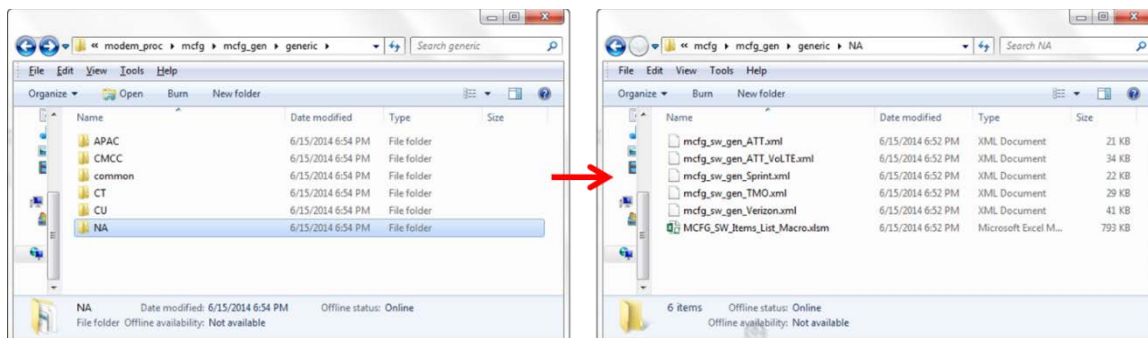 « modem_proc ▸ mcfg ▸ mcfg_gen ▸ generic ▸
Search generic
File Edit View Tools Help
Organize ▾ Open Burn New folder
Name Date modified Type Size
APAC 6/15/2014 6:54 PM File folder
CMCC 6/15/2014 6:54 PM File folder
common 6/15/2014 6:54 PM File folder
CT 6/15/2014 6:54 PM File folder
CU 6/15/2014 6:54 PM File folder
NA 6/15/2014 6:54 PM File folder
NA Date modified: 6/15/2014 6:54 PM Offline status: Online
File folder Offline availability: Not available
« mcfg ▸ mcfg_gen ▸ generic ▸ NA
Search NA
File Edit View Tools Help
Organize ▾ Burn New folder
Name Date modified Type Size
mcfg_sw_gen_ATT.xml 6/15/2014 6:52 PM XML Document 21 KB
mcfg_sw_gen_ATT_VoLTE.xml 6/15/2014 6:52 PM XML Document 34 KB
mcfg_sw_gen_Sprint.xml 6/15/2014 6:52 PM XML Document 22 KB
mcfg_sw_gen_TMO.xml 6/15/2014 6:52 PM XML Document 29 KB
mcfg_sw_gen_Verizon.xml 6/15/2014 6:52 PM XML Document 41 KB
MCFG_SW_Items_List_Macro.xlsm 6/15/2014 6:52 PM Microsoft Excel M... 793 KB
6 items Offline status: Online
Offline availability: Not available